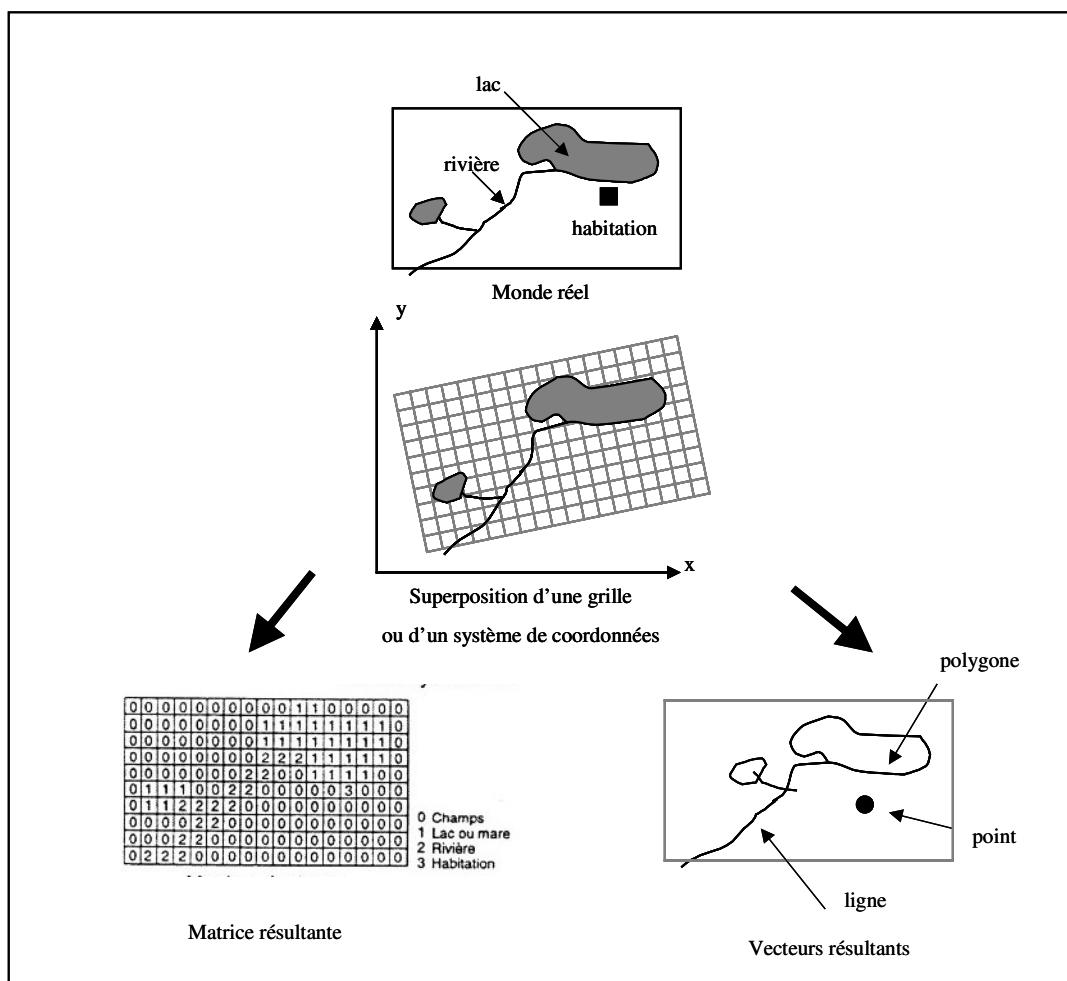 lac
rivière
habitation
Monde réel
y
x
Superposition d'une grille
ou d'un système de coordonnées
0 0 0 0 0 0 0 0 0 0 1 1 0 0 0 0 0
0 0 0 0 0 0 0 0 1 1 1 1 1 1 1 1 0
0 0 0 0 0 0 0 0 1 1 1 1 1 1 1 1 0
0 0 0 0 0 0 0 0 2 2 2 1 1 1 1 1 0
0 0 0 0 0 0 0 2 2 0 0 1 1 1 1 0 0
0 1 1 1 0 0 2 2 0 0 0 0 0 3 0 0 0
0 1 1 2 2 2 2 0 0 0 0 0 0 0 0 0 0
0 0 0 0 2 2 0 0 0 0 0 0 0 0 0 0 0
0 0 0 2 2 0 0 0 0 0 0 0 0 0 0 0 0
0 2 2 2 0 0 0 0 0 0 0 0 0 0 0 0 0
0 Champs
1 Lac ou mare
2 Rivière
3 Habitation
Matrice résultante
polygone
point
ligne
Vecteurs résultants